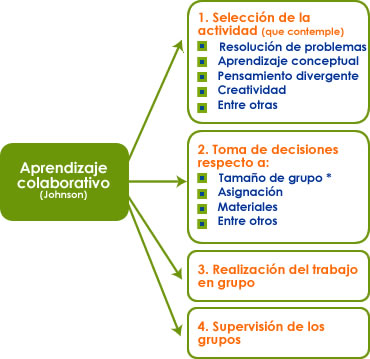 Aprendizaje
colaborativo
(Johnson)
1. Selección de la
actividad (que contemple)
Resolución de problemas
Aprendizaje conceptual
Pensamiento divergente
Creatividad
Entre otras
2. Toma de decisiones
respecto a:
Tamaño de grupo *
Asignación
Materiales
Entre otros
3. Realización del trabajo
en grupo
4. Supervisión de los
grupos